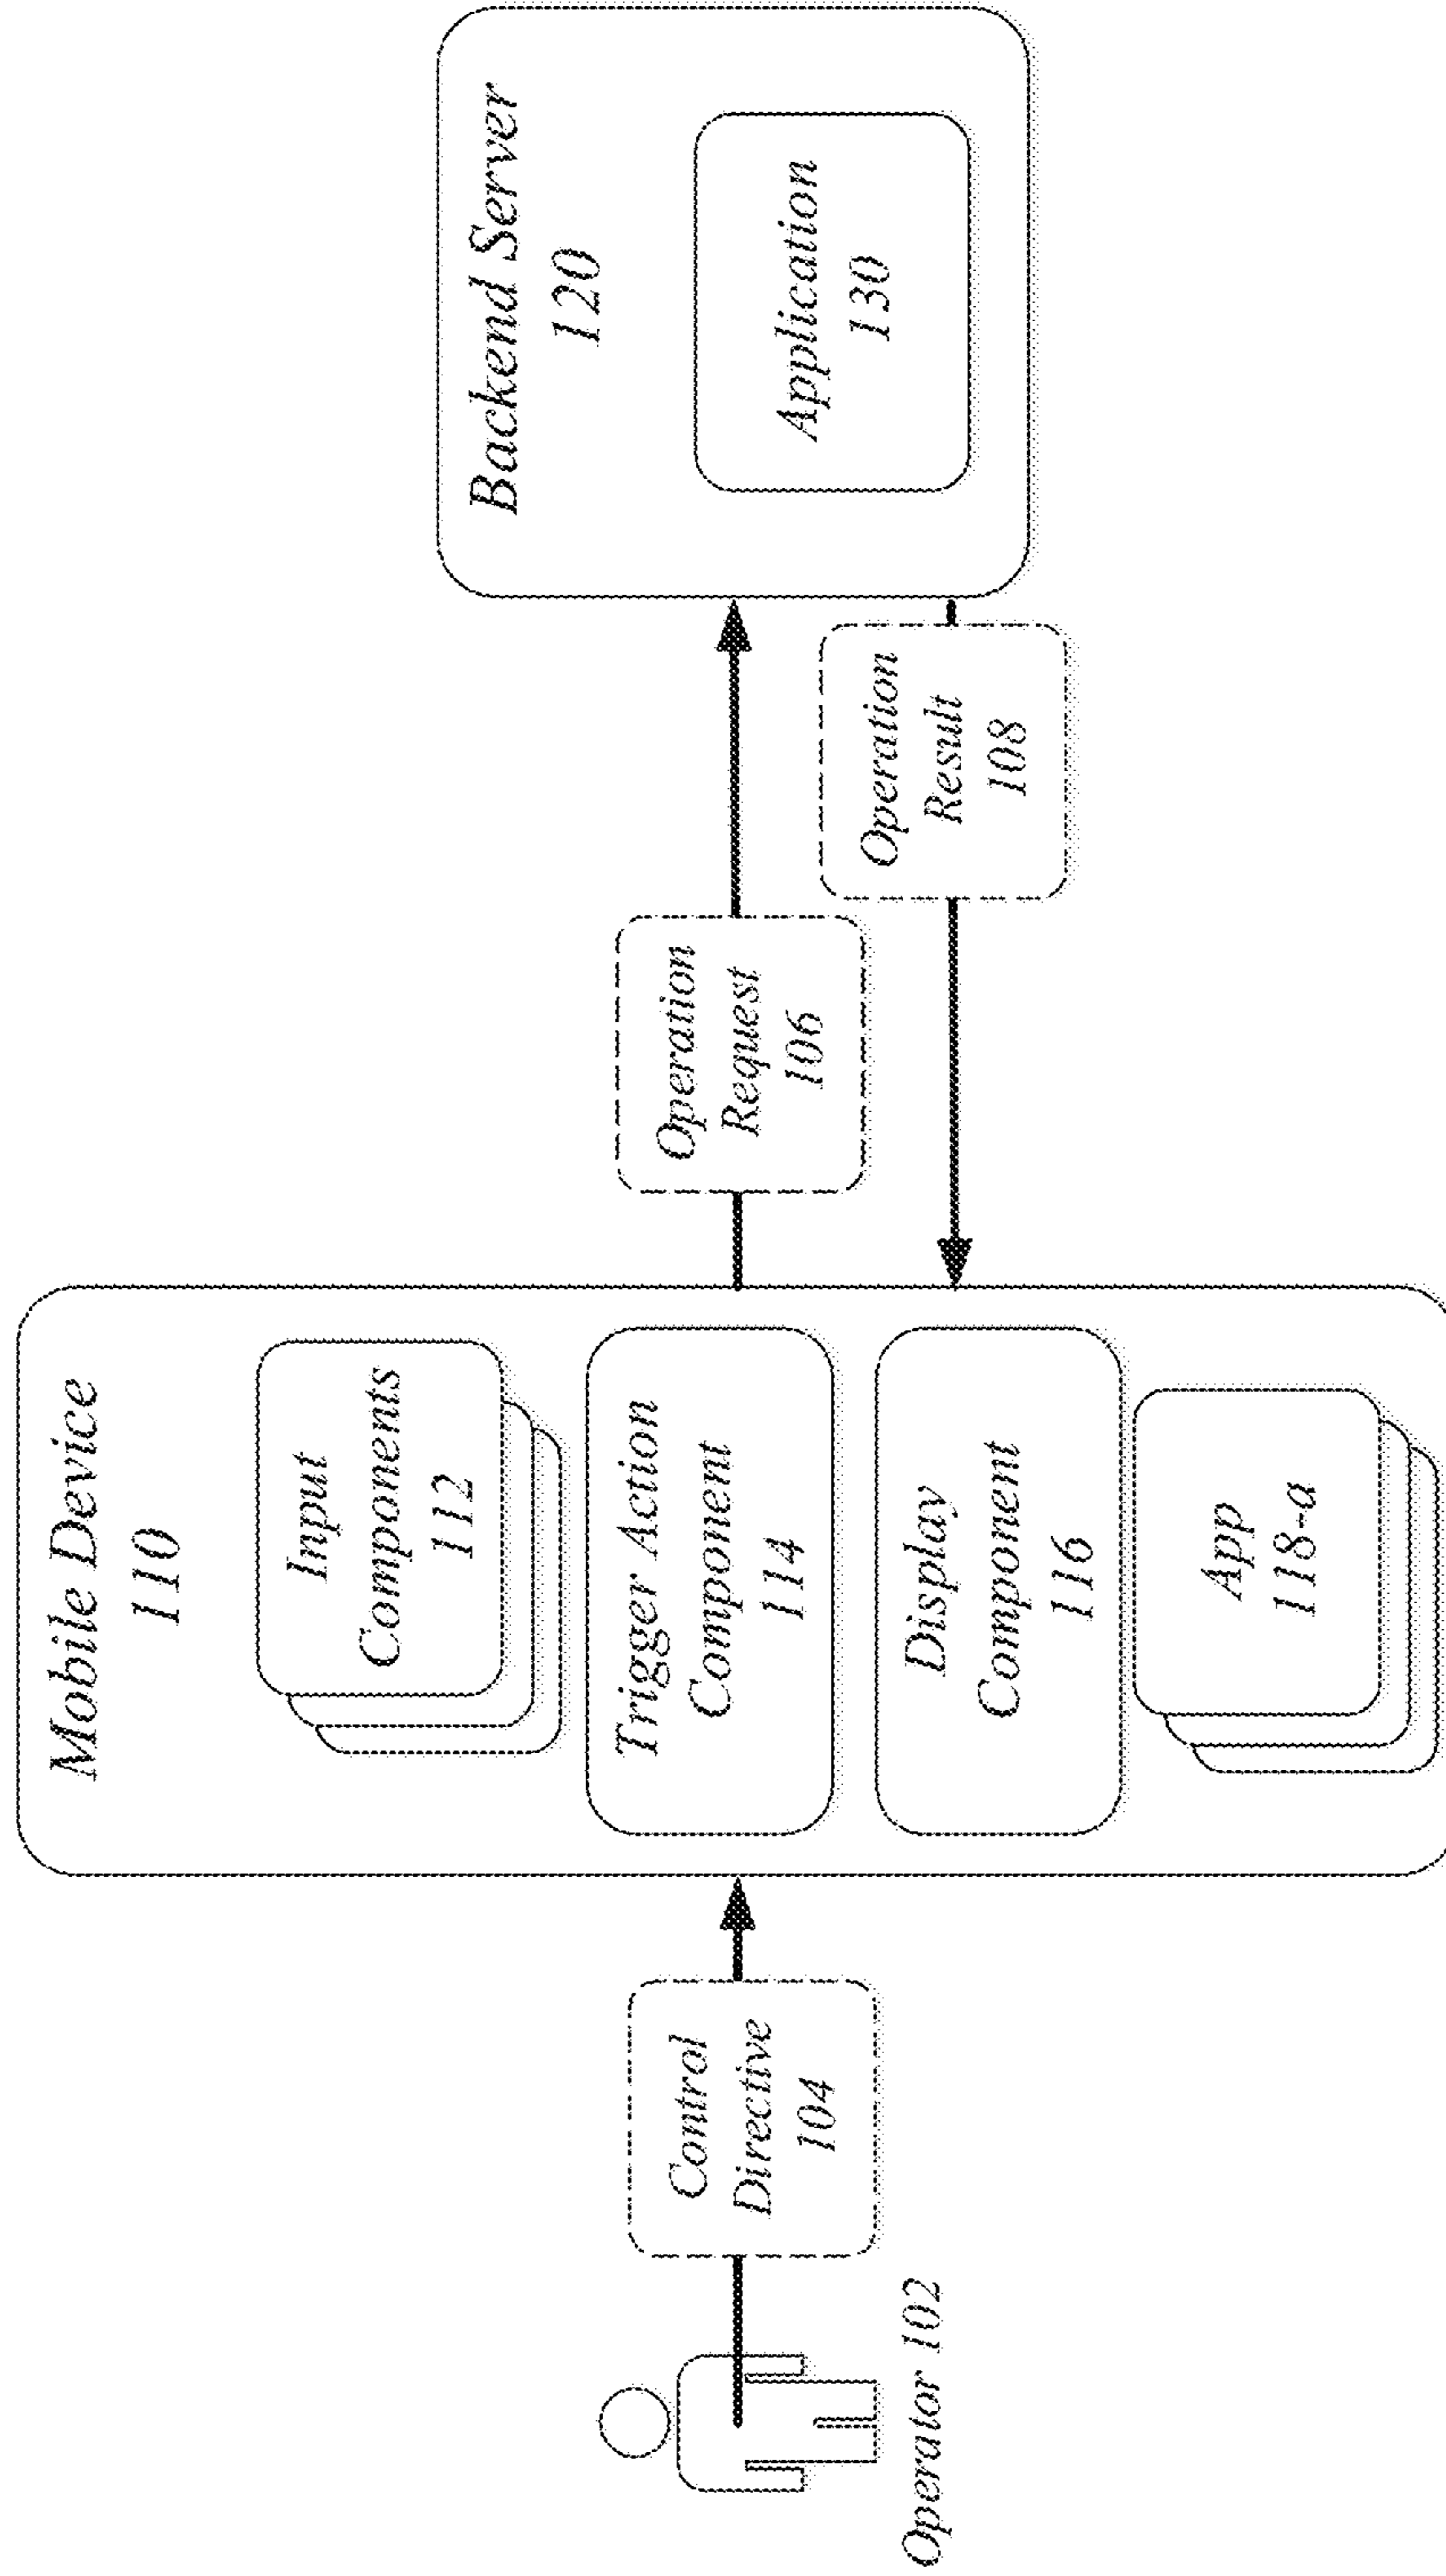 Operator 102
Control
Directive
104
Mobile Device
110
Input
Components
112
Trigger Action
Component
114
Display
Component
116
App
118-a
Operation
Request
106
Operation
Result
108
Backend Server
120
Application
130